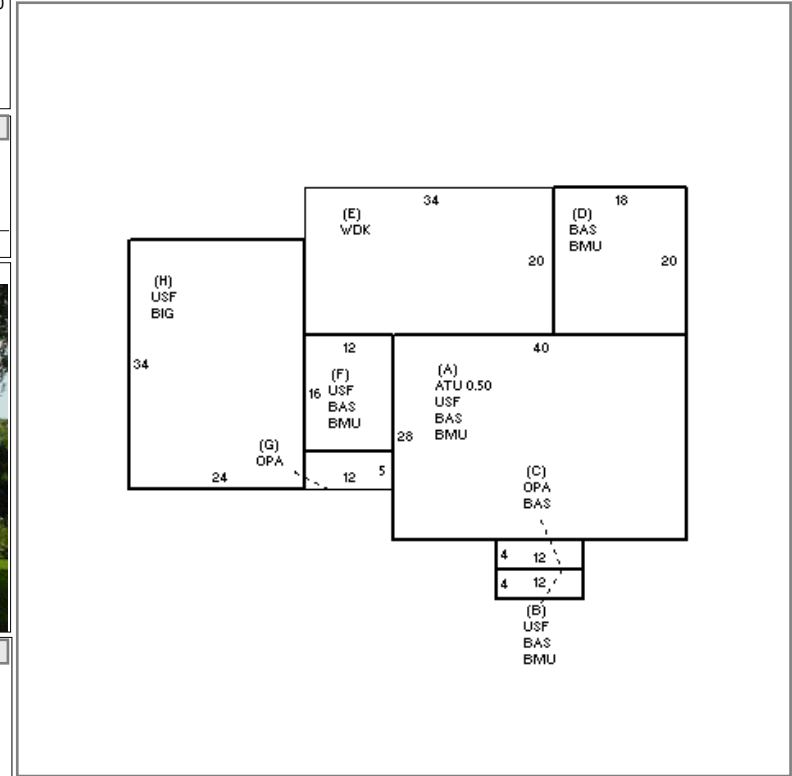 34
18
(E)
WDK
(D)
BAS
BMU
20
20
(H)
USF
BIG
34
12
40
(F)
16 USF
BAS
BMU
(A)
ATU 0.50
USF
BAS
BMU
28
(G)
OPA
24
12
5
(C)
OPA
BAS
4 12
4 12
(B)
USF
BAS
BMU